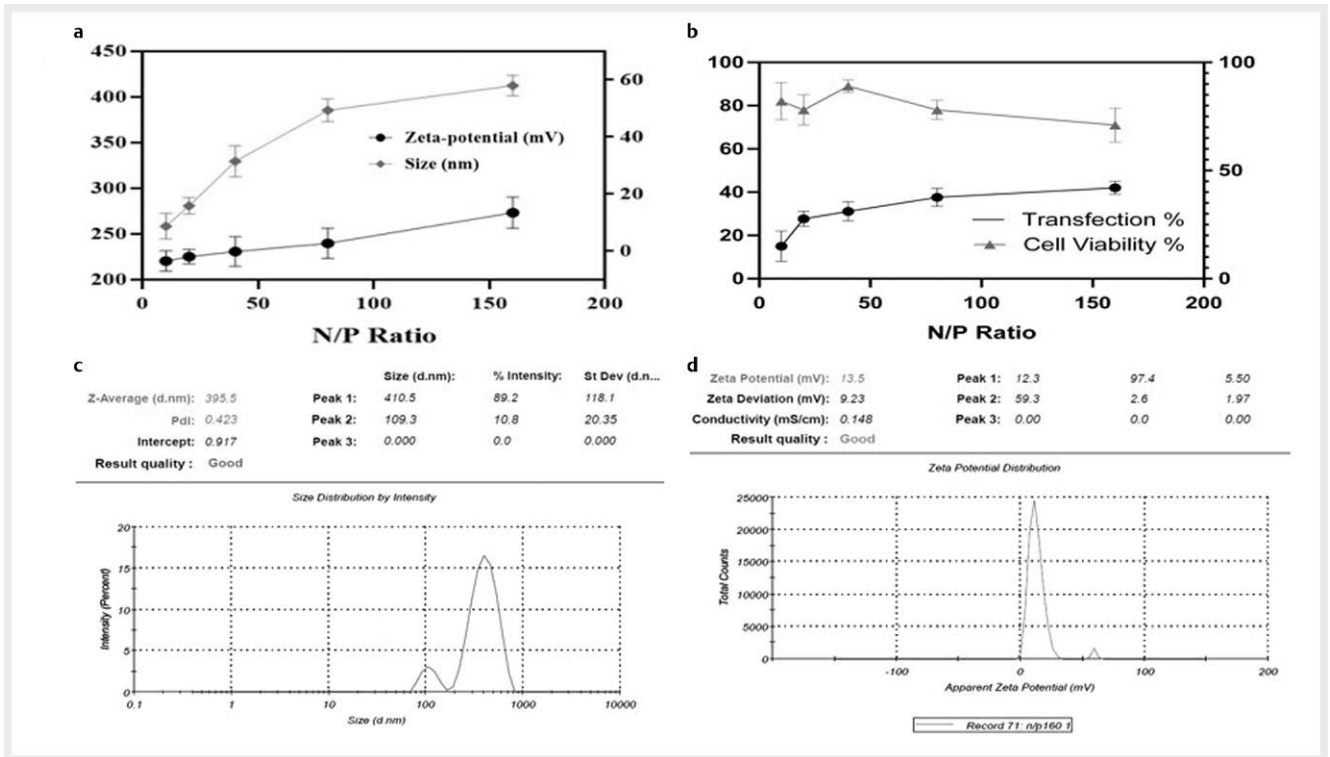 a
450
400
350
300
250
200
60
40
20
0
Zeta-potential (mV)
Size (nm)
0 50 100 150 200
N/P Ratio
b
100
80
60
40
20
0
100
50
0
Transfection %
Cell Viability %
0 50 100 150 200
N/P Ratio
c
Size (d.nm): % Intensity: St Dev (d.n...
Z-Average (d.nm): 395.5 Peak 1: 410.5 89.2 118.1
PdI: 0.423 Peak 2: 109.3 10.8 20.35
Intercept: 0.917 Peak 3: 0.000 0.0 0.000
Result quality : Good
Size Distribution by Intensity
Intensity (Percent)
20
15
10
5
0
0.1 1 10 100 1000 10000
Size (d.nm)
d
Zeta Potential (mV): 13.5 Peak 1: 12.3 97.4 5.50
Zeta Deviation (mV): 9.23 Peak 2: 59.3 2.6 1.97
Conductivity (mS/cm): 0.148 Peak 3: 0.00 0.0 0.00
Result quality : Good
Zeta Potential Distribution
Total Counts
25000
20000
15000
10000
5000
0
-100 0 100 200
Apparent Zeta Potential (mV)
Record 71: n/p160 1